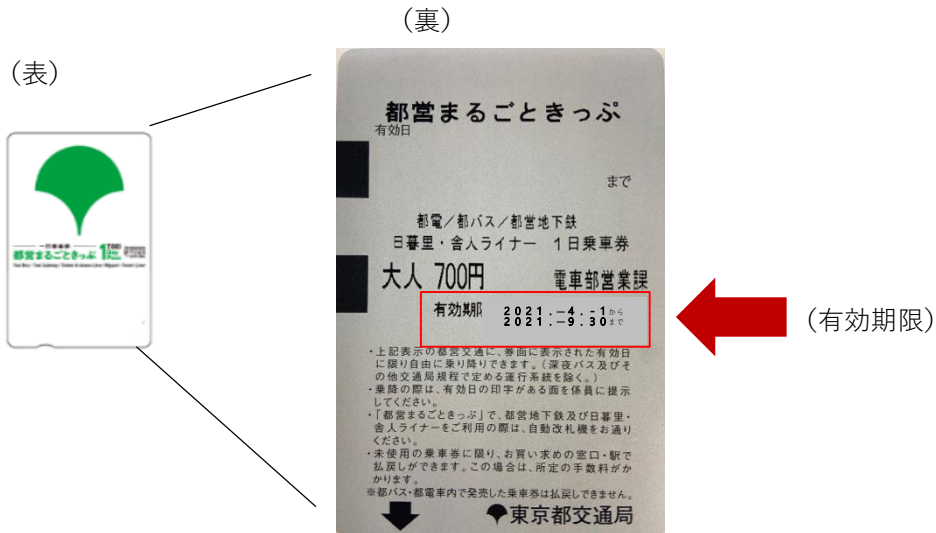 （裏）
（表）
一日乗車券
都営まるごときっぷ
都営まるごときっぷ
有効日
まで
都電／都バス／都営地下鉄
日暮里・舎人ライナー　１日乗車券
大人 700円　電車部営業課
有効期限　2021.-4.-1から
2021.-9.30まで
（有効期限）
・上記表示の都営交通に、券面に表示された有効日
に限り自由に乗り降りできます。（深夜バス及びそ
の他交通局規程で定める運行系統を除く。）
・乗降の際は、有効日の印字がある面を係員に提示
してください。
・「都営まるごときっぷ」で、都営地下鉄及び日暮里・
舎人ライナーをご利用の際は、自動改札機をお通り
ください。
・未使用の乗車券に限り、お買い求めの窓口・駅で
払戻しができます。この場合は、所定の手数料がか
かります。
※都バス・都電車内で発売した乗車券は払戻しできません。
東京都交通局